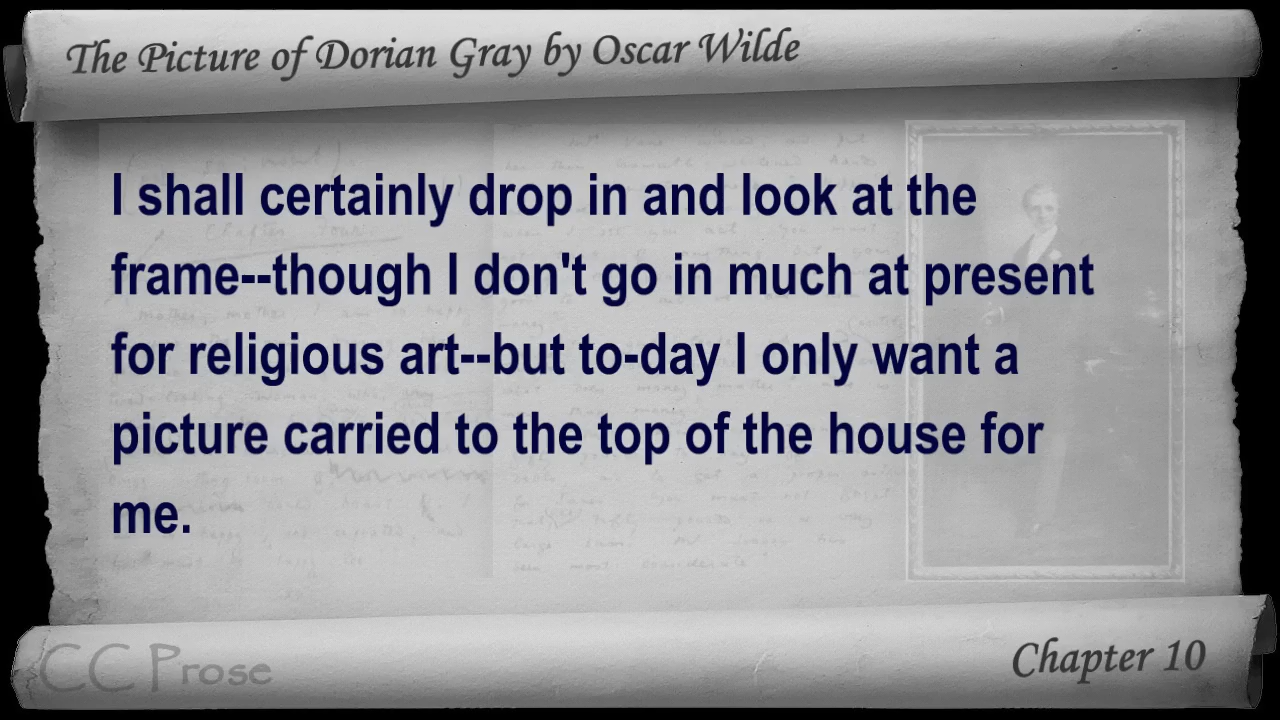 The Picture of Dorian Gray by Oscar Wilde
I shall certainly drop in and look at the
frame--though I don't go in much at present
for religious art--but to-day I only want a
picture carried to the top of the house for
me.
CC Prose
Chapter 10